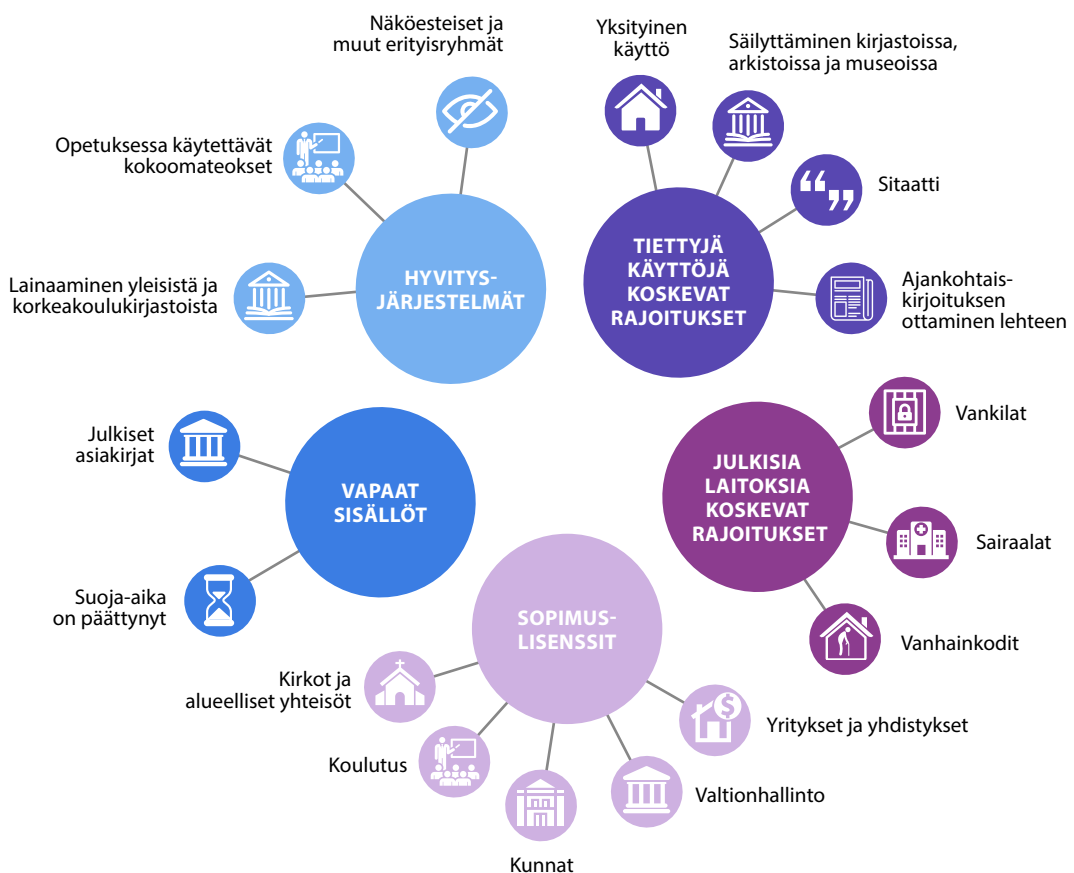 Näköesteiset ja
muut erityisryhmät
Opetuksessa käytettävät
kokoomateokset
Lainaaminen yleisistä ja
korkeakoulukirjastoista
HYVITYS-
JÄRJESTELMÄT
Yksityinen
käyttö
Säilyttäminen kirjastoissa,
arkistoissa ja museoissa
Sitaatti
Ajankohtais-
kirjoituksen
ottaminen lehteen
TIETTYJÄ
KÄYTTÖJÄ
KOSKEVAT
RAJOITUKSET
Julkiset
asiakirjat
Suoja-aika
on päättynyt
VAPAAT
SISÄLLÖT
JULKISIA
LAITOKSIA
KOSKEVAT
RAJOITUKSET
Vankilat
Sairaalat
Vanhainkodit
SOPIMUS-
LISENSSIT
Kirkot ja
alueelliset yhteisöt
Koulutus
Kunnat
Valtionhallinto
Yritykset ja yhdistykset